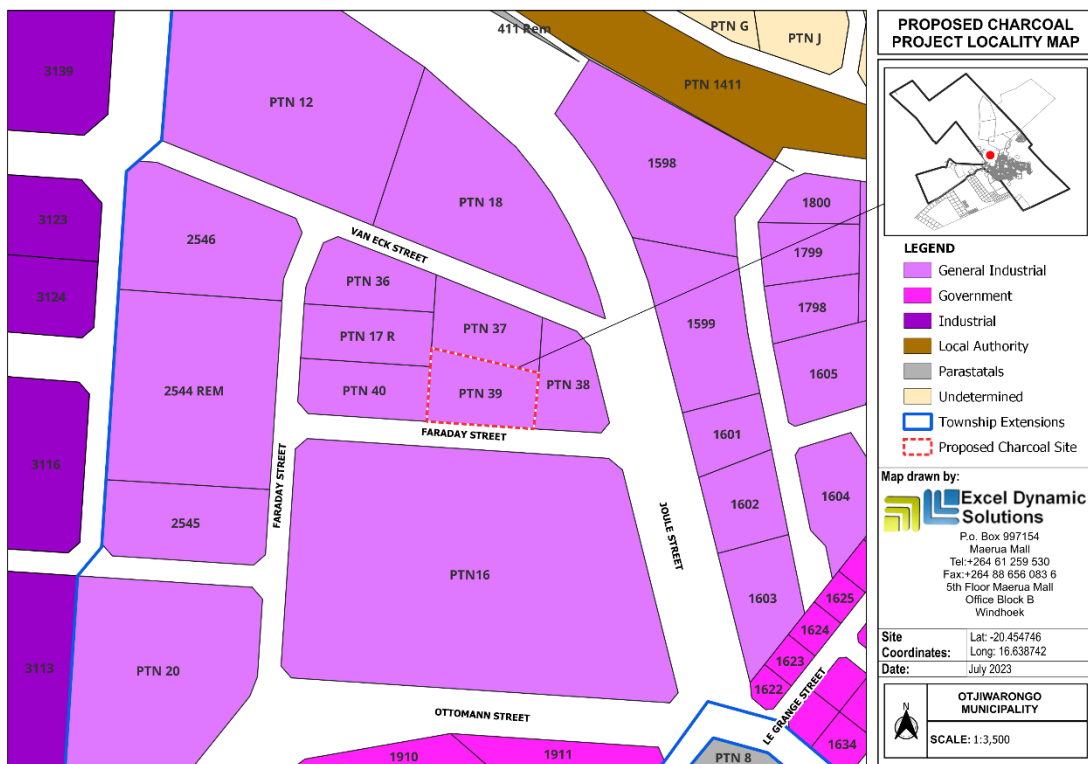 PROPOSED CHARCOAL
PROJECT LOCALITY MAP
3139
411 Rem
PTN G
PTN J
PTN 12
PTN 1411
1598
PTN 18
1800
3123
2546
VAN ECK STREET
1799
PTN 36
3124
1798
PTN 17 R
PTN 37
1599
1605
2544 REM
PTN 40
PTN 39
PTN 38
FARADAY STREET
1601
3116
FARADAY STREET
1604
1602
2545
JOULE STREET
PTN16
1603
1625
1624
3113
PTN 20
1623
1622
LE GRANGE STREET
OTTOMANN STREET
1634
1910
1911
PTN 8
LEGEND
General Industrial
Government
Industrial
Local Authority
Parastatals
Undetermined
Township Extensions
Proposed Charcoal Site
Map drawn by:
Excel Dynamic
Solutions
P.o. Box 997154
Maerua Mall
Tel:+264 61 259 530
Fax:+264 88 656 083 6
5th Floor Maerua Mall
Office Block B
Windhoek
Site Coordinates: Lat: -20.454746
Long: 16.638742
Date: July 2023
N
OTJIWARONGO
MUNICIPALITY
SCALE: 1:3,500